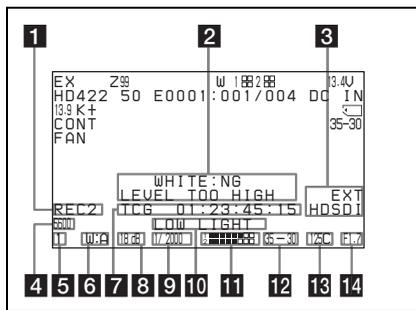 1 2 3
EX Z99 W 1 2 13.4V
HD422 50 E0001:001/004 DC IN
13.9 K+
CONT 35-30
FAN
WHITE:NG
LEVEL TOO HIGH EXT
REC2 TCG 01:23:45:15 HDSDI
5600 LOW LIGHT
1 W:A 18 dB 1/2000 35-30 125C F1.7
4 5 6 7 8 9 10 11 12 13 14